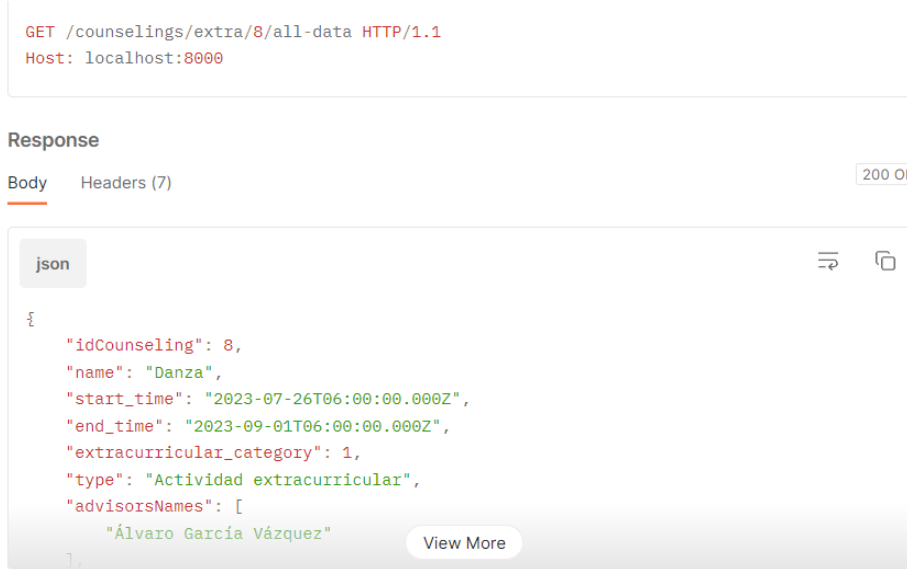 GET /counselings/extra/8/all-data HTTP/1.1
Host: localhost:8000
Response
Body Headers (7)
200 O
json
{
"idCounseling": 8,
"name": "Danza",
"start_time": "2023-07-26T06:00:00.000Z",
"end_time": "2023-09-01T06:00:00.000Z",
"extracurricular_category": 1,
"type": "Actividad extracurricular",
"advisorsNames": [
"Álvaro García Vázquez"
View More
],